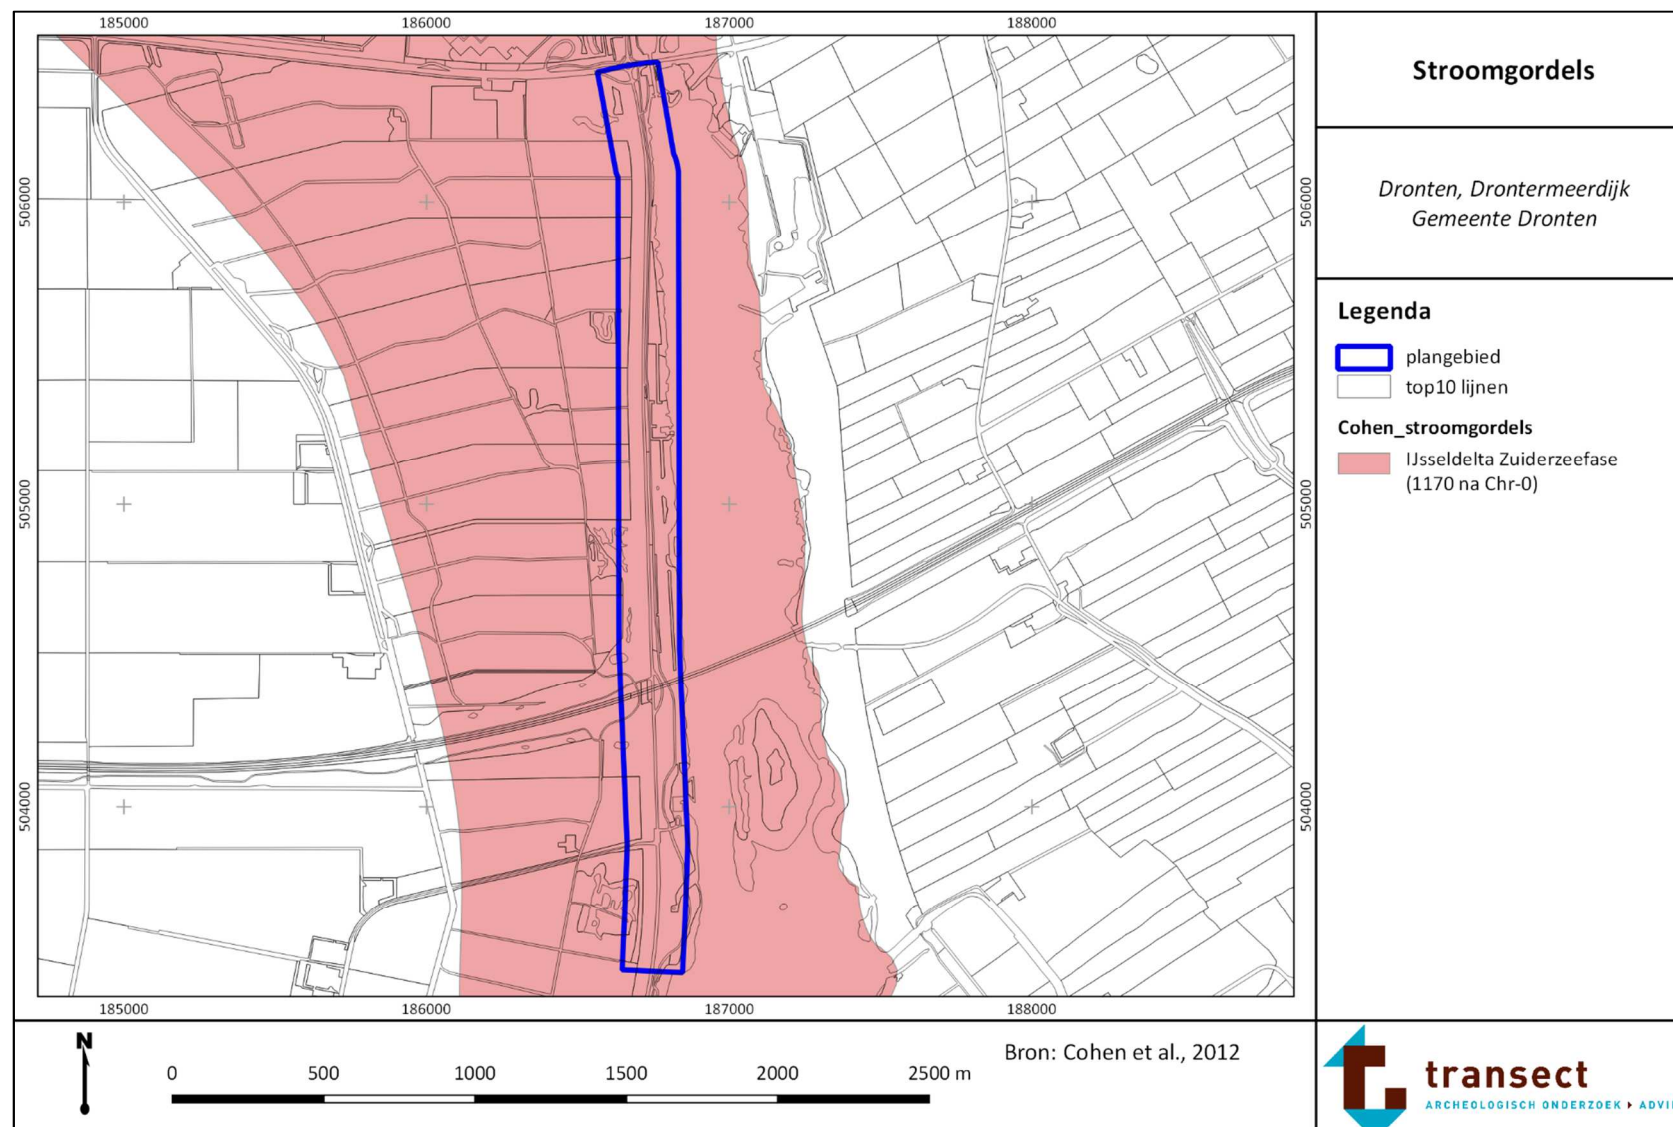 185000
186000
187000
188000
506000
505000
504000
506000
505000
504000
185000
186000
187000
188000
Stroomgordels
Dronten, Drontermeerdijk
Gemeente Dronten
Legenda
plangebied
top10 lijnen
Cohen_stroomgordels
IJsseldelta Zuiderzeefase
(1170 na Chr-0)
N
0 500 1000 1500 2000 2500 m
Bron: Cohen et al., 2012
transect
ARCHEOLOGISCH ONDERZOEK ▸ ADVI